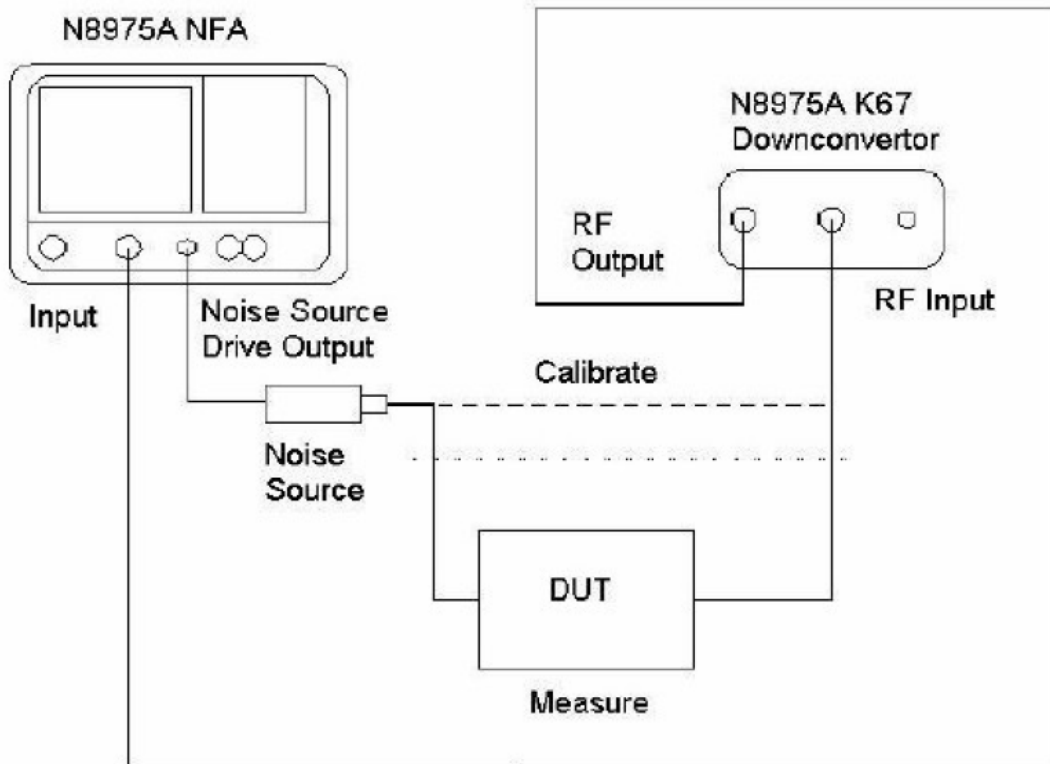 N8975A NFA
N8975A K67
Downconvertor
RF
Output
RF Input
Input
Noise Source
Drive Output
Calibrate
Noise
Source
DUT
Measure